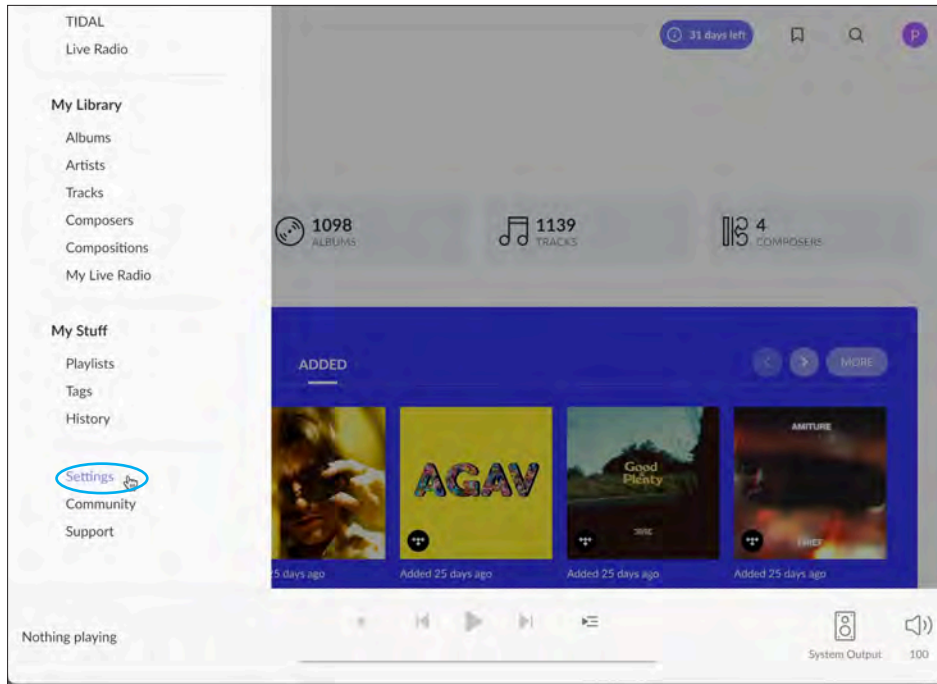 TIDAL
Live Radio
My Library
Albums
Artists
Tracks
Composers
Compositions
My Live Radio
My Stuff
Playlists
Tags
History
Settings
Community
Support
31 days left
P
1098
ALBUMS
1139
TRACKS
4
COMPOSERS
ADDED
MORE
AGAV
Good
&
Plenty
AMITURE
THIEF
25 days ago
Added 25 days ago
Added 25 days ago
Added 25 days ago
Nothing playing
System Output
100